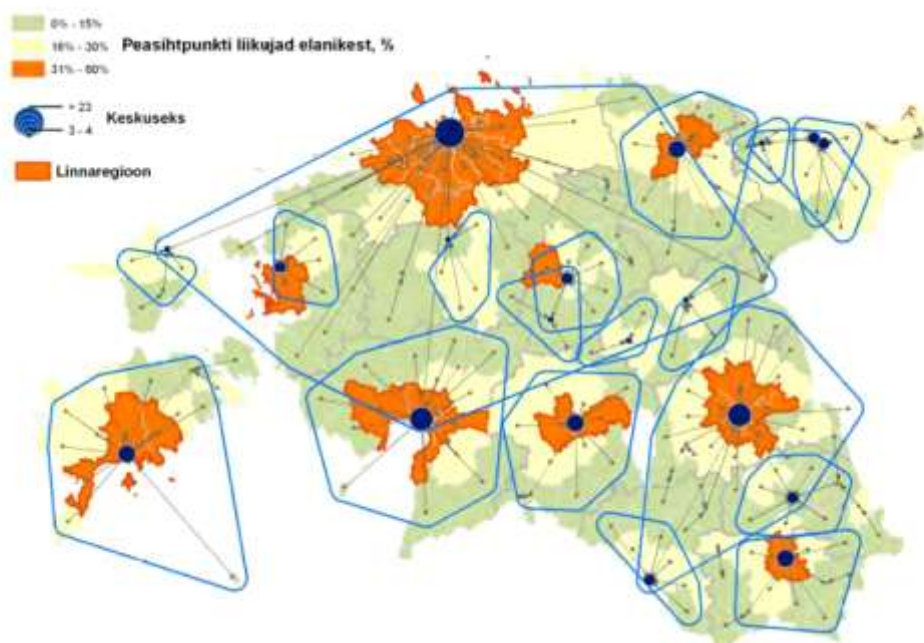 0% - 15%
16% - 30%
Peasihtpunkti liikujad elanikest, %
31% - 60%
> 23
Keskuseks
3 - 4
Linnaregioon